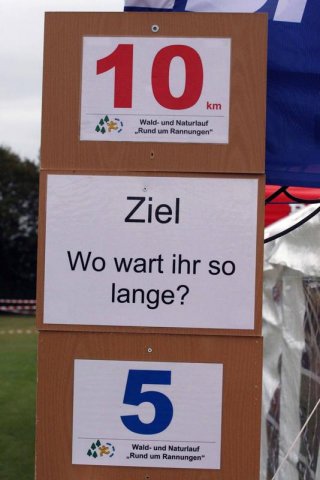 10 km
Wald- und Naturlauf
„Rund um Rannungen"
Ziel
Wo wart ihr so
lange?
5
Wald- und Naturlauf
„Rund um Rannungen"